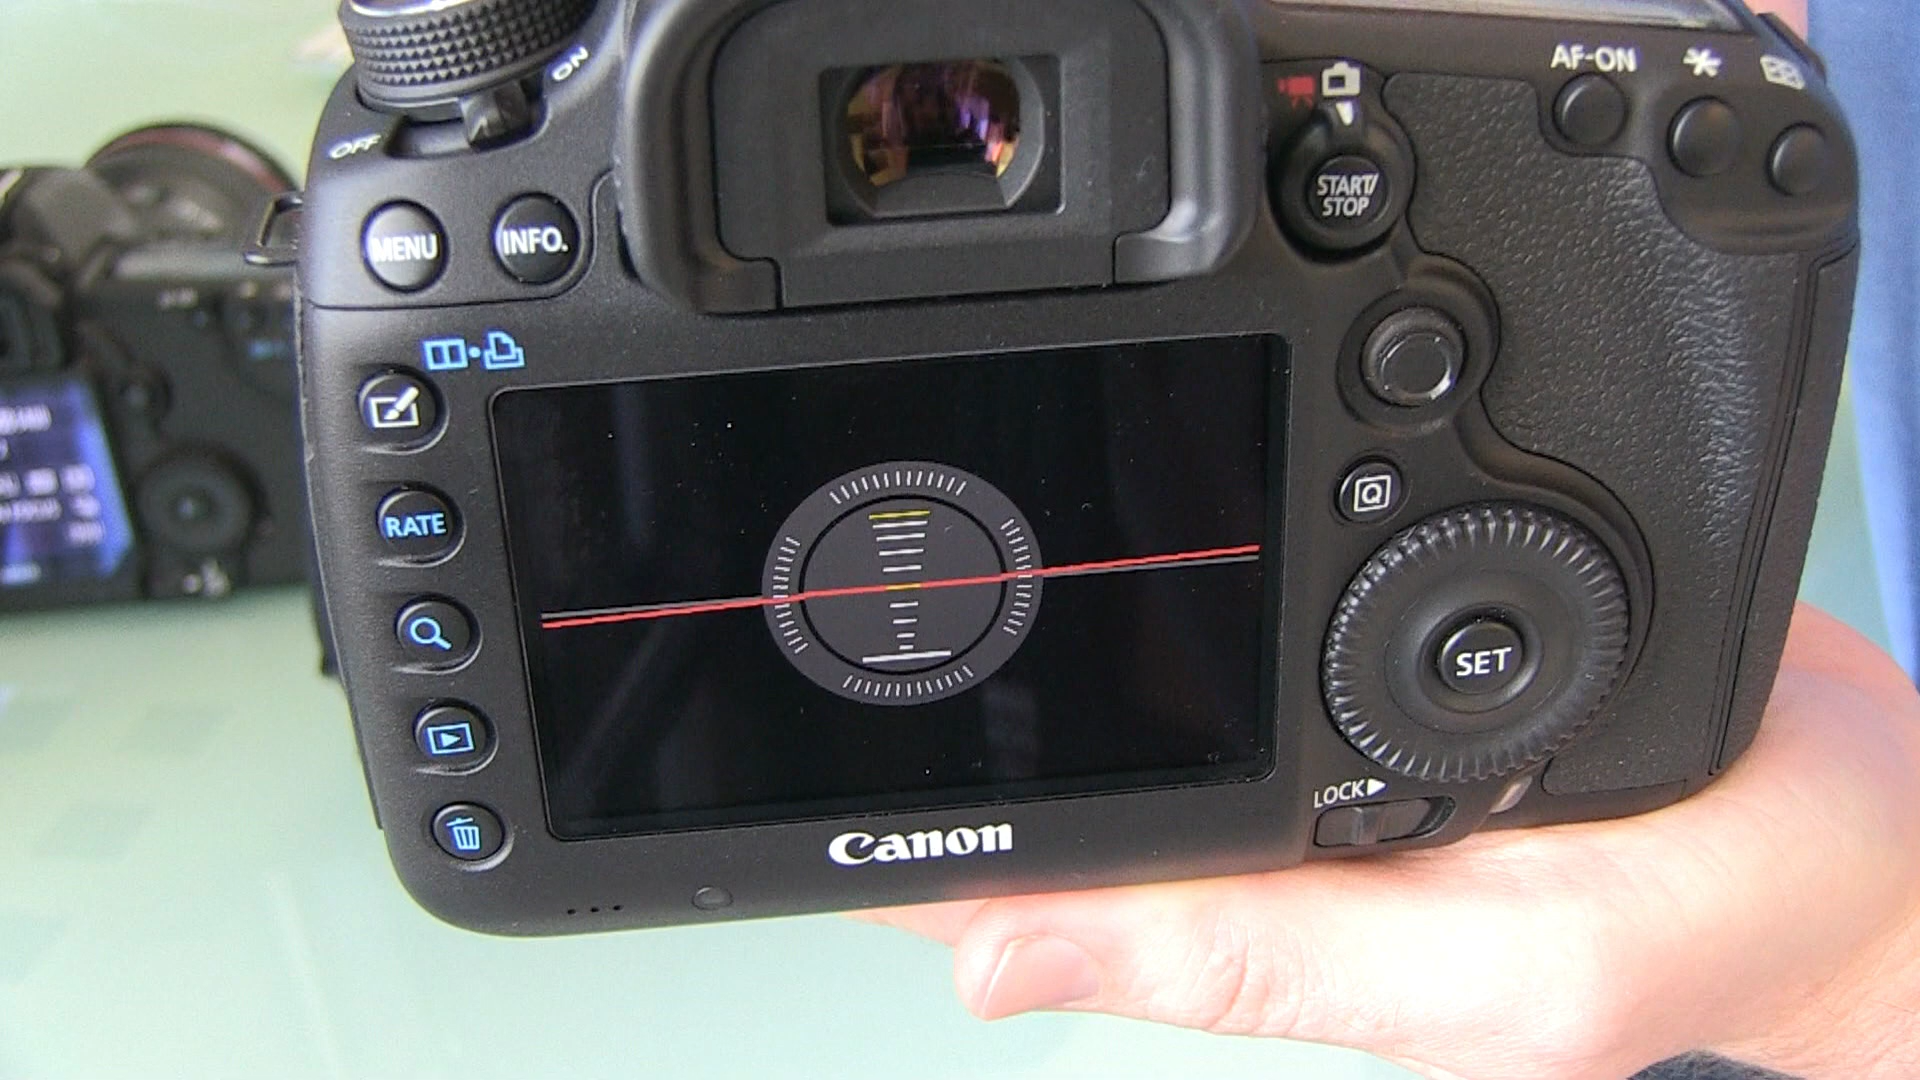 ON
OFF
AF-ON
MENU
INFO.
START/
STOP
RATE
Q
SET
LOCK
Canon